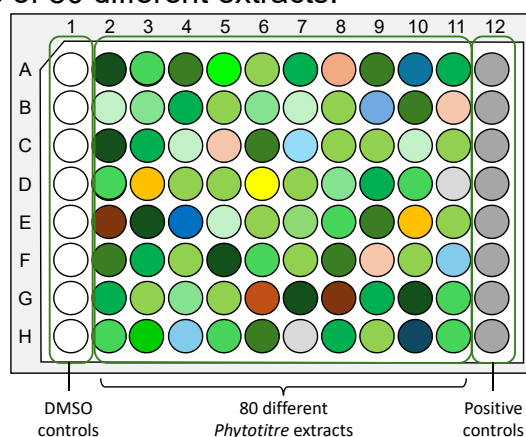 of 80 different extracts.
1 2 3 4 5 6 7 8 9 10 11 12
A
B
C
D
E
F
G
H
DMSO
controls
80 different
Phytotitre extracts
Positive
controls